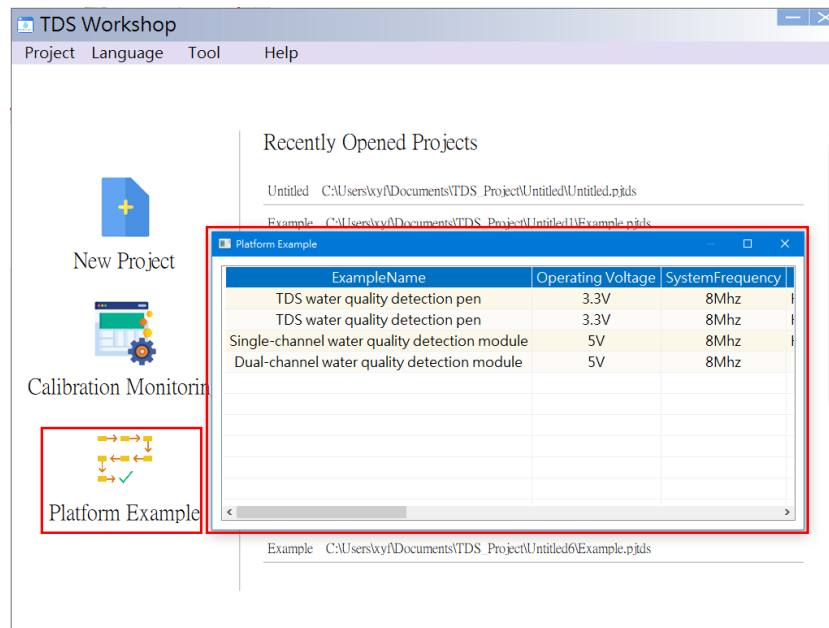 TDS Workshop
Project Language Tool Help
Recently Opened Projects
Untitled C:\Users\xyf\Documents\TDS_Project\Untitled\Untitled.pjtds
Example C:\Users\xyf\Documents\TDS_Project\Untitled1\Example.pjtds
New Project
Calibration Monitorin
Platform Example
Platform Example
ExampleName Operating Voltage SystemFrequency
TDS water quality detection pen 3.3V 8Mhz
TDS water quality detection pen 3.3V 8Mhz
Single-channel water quality detection module 5V 8Mhz
Dual-channel water quality detection module 5V 8Mhz
Example C:\Users\xyf\Documents\TDS_Project\Untitled6\Example.pjtds